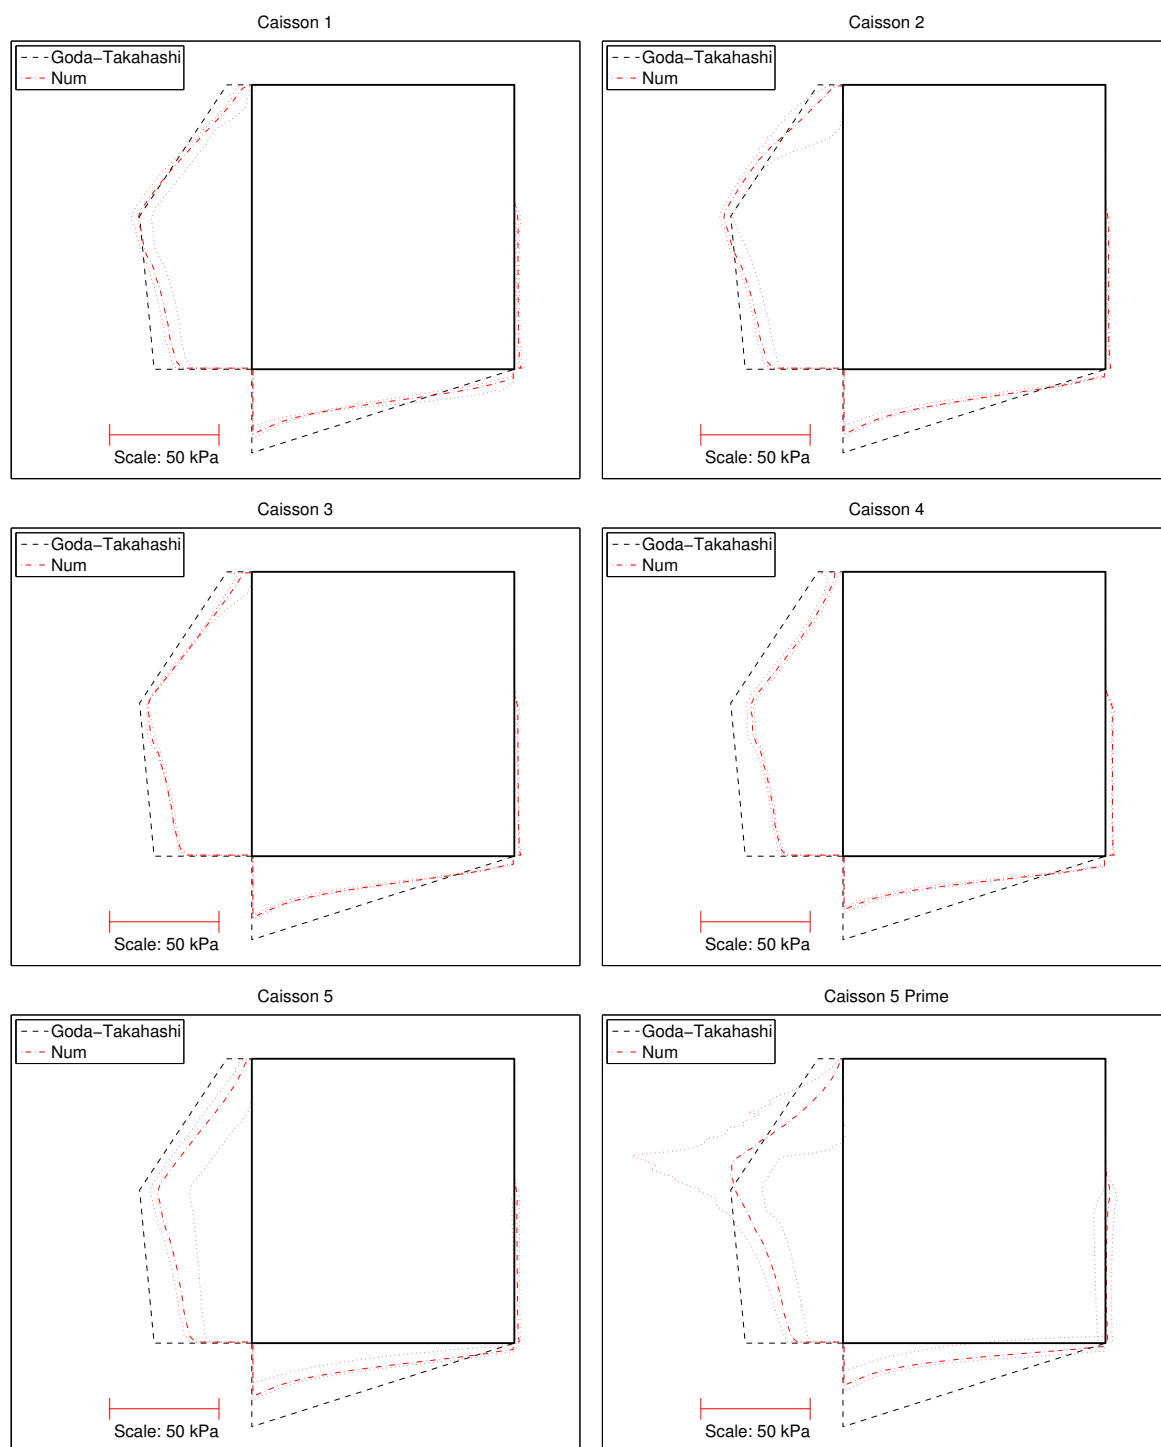 Caisson 1
Goda−Takahashi
Num
Scale: 50 kPa
Caisson 2
Goda−Takahashi
Num
Scale: 50 kPa
Caisson 3
Goda−Takahashi
Num
Scale: 50 kPa
Caisson 4
Goda−Takahashi
Num
Scale: 50 kPa
Caisson 5
Goda−Takahashi
Num
Scale: 50 kPa
Caisson 5 Prime
Goda−Takahashi
Num
Scale: 50 kPa